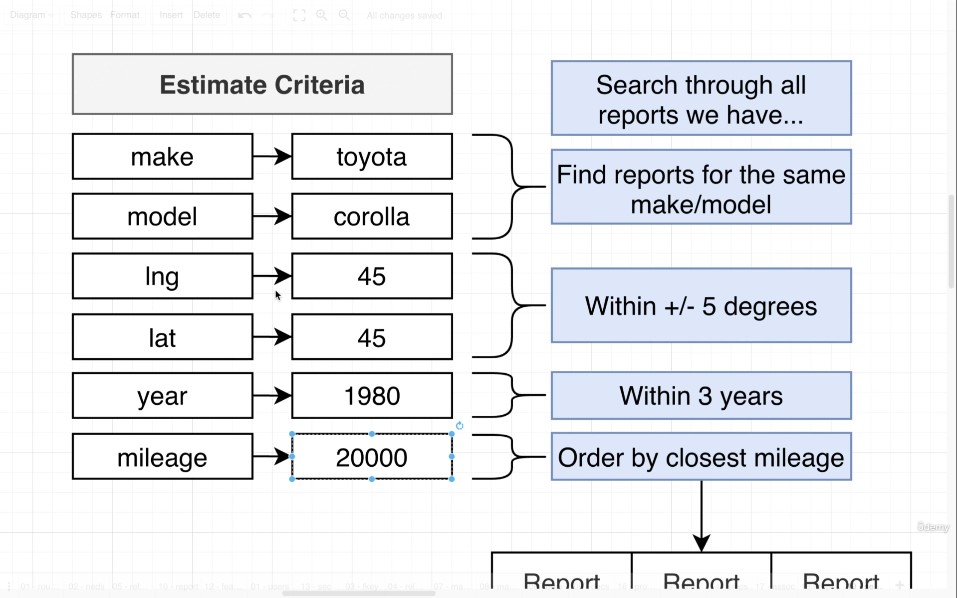 Diagram Shapes Format Insert Delete All changes saved
Estimate Criteria
Search through all
reports we have...
make
toyota
Find reports for the same
make/model
model
corolla
lng
45
Within +/- 5 degrees
lat
45
year
1980
Within 3 years
mileage
20000
Order by closest mileage
ûdemy
Report
Report
Report